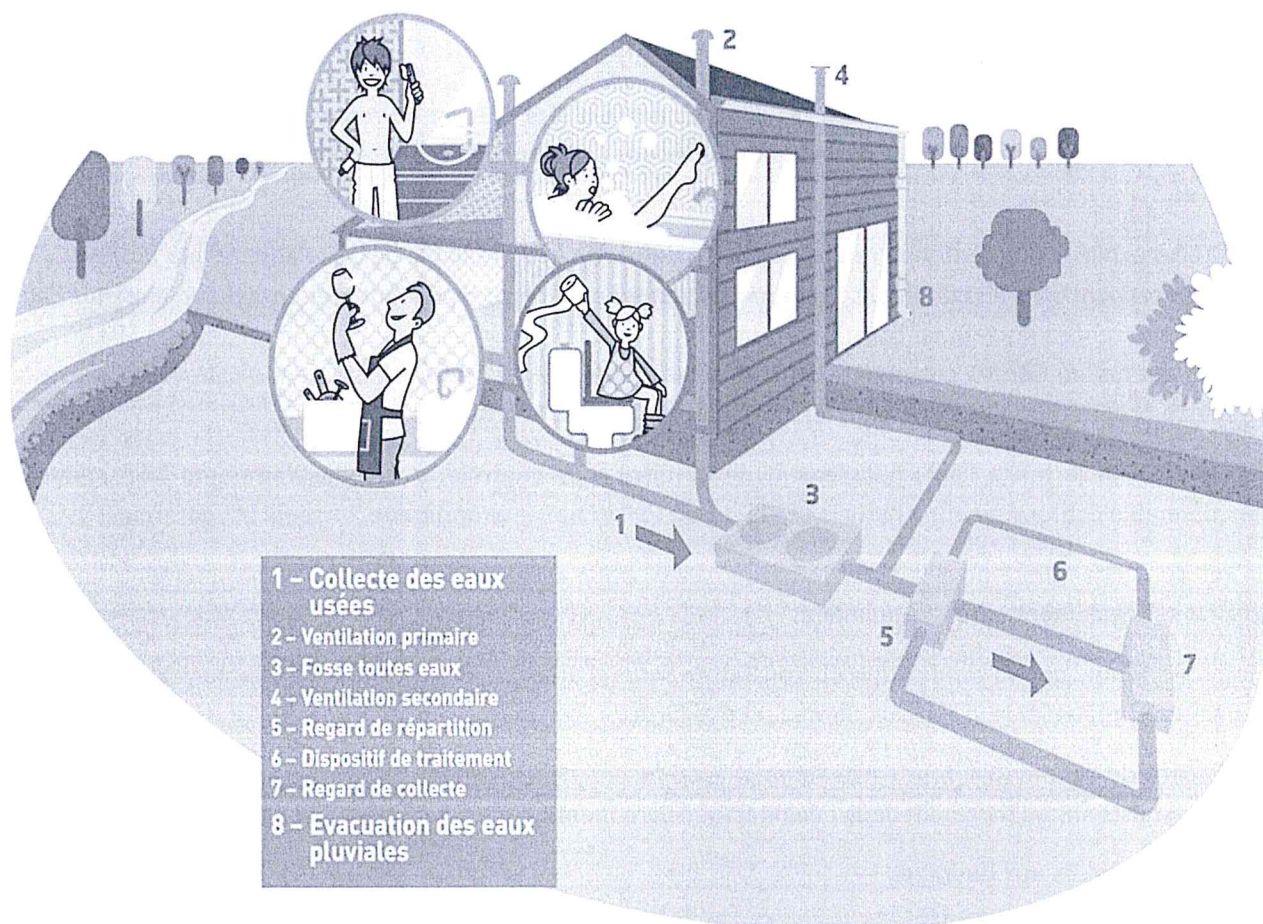 2
4
8
3
1
6
5
7
1 – Collecte des eaux
usées
2 – Ventilation primaire
3 – Fosse toutes eaux
4 – Ventilation secondaire
5 – Regard de répartition
6 – Dispositif de traitement
7 – Regard de collecte
8 – Evacuation des eaux
pluviales